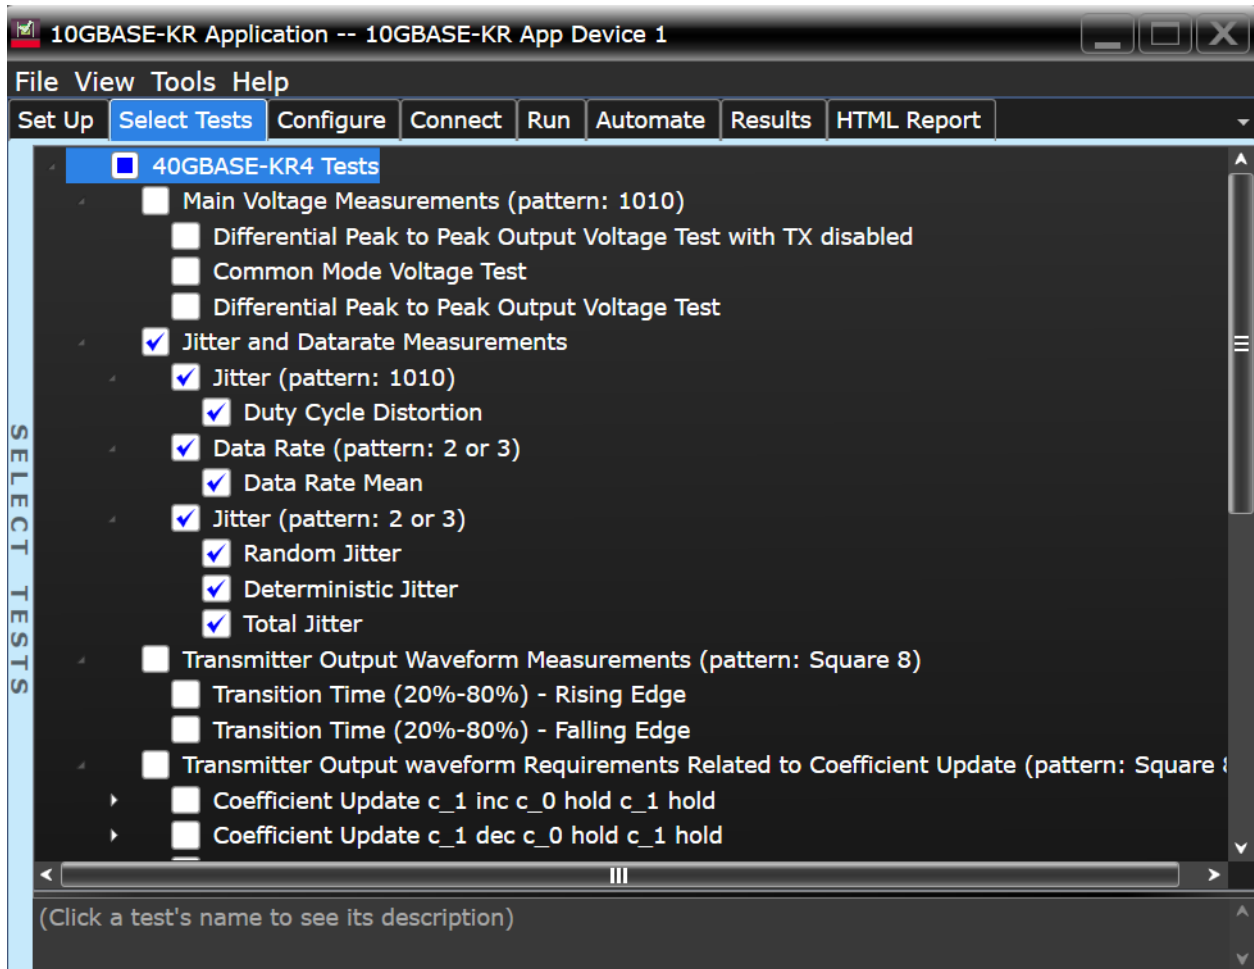 10GBASE-KR Application -- 10GBASE-KR App Device 1
File View Tools Help
Set Up Select Tests Configure Connect Run Automate Results HTML Report
SELECT TESTS
40GBASE-KR4 Tests
Main Voltage Measurements (pattern: 1010)
Differential Peak to Peak Output Voltage Test with TX disabled
Common Mode Voltage Test
Differential Peak to Peak Output Voltage Test
Jitter and Datarate Measurements
Jitter (pattern: 1010)
Duty Cycle Distortion
Data Rate (pattern: 2 or 3)
Data Rate Mean
Jitter (pattern: 2 or 3)
Random Jitter
Deterministic Jitter
Total Jitter
Transmitter Output Waveform Measurements (pattern: Square 8)
Transition Time (20%-80%) - Rising Edge
Transition Time (20%-80%) - Falling Edge
Transmitter Output waveform Requirements Related to Coefficient Update (pattern: Square
Coefficient Update c_1 inc c_0 hold c_1 hold
Coefficient Update c_1 dec c_0 hold c_1 hold
(Click a test's name to see its description)